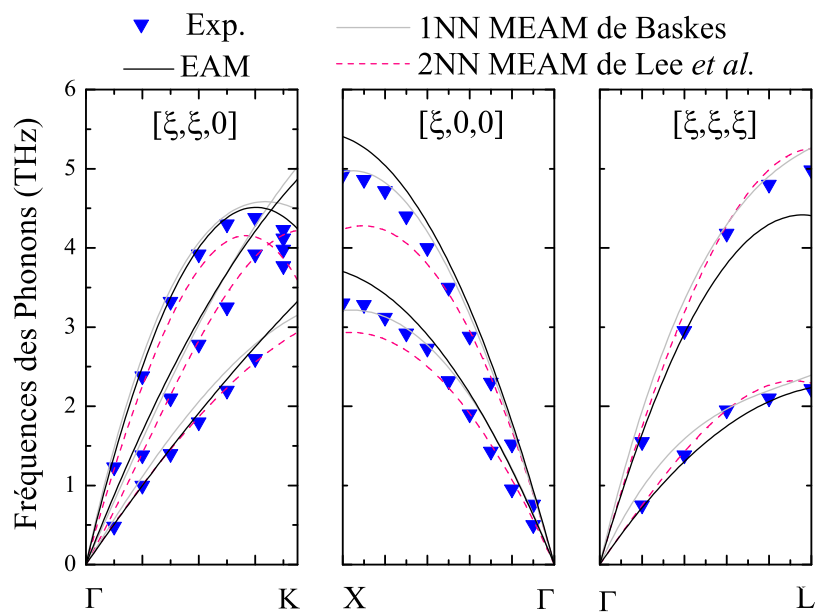 Exp.
EAM
1NN MEAM de Baskes
2NN MEAM de Lee et al.
Fréquences des Phonons (THz)
6
5
4
3
2
1
0
[ξ,ξ,0]
[ξ,0,0]
[ξ,ξ,ξ]
Γ K X Γ Γ L